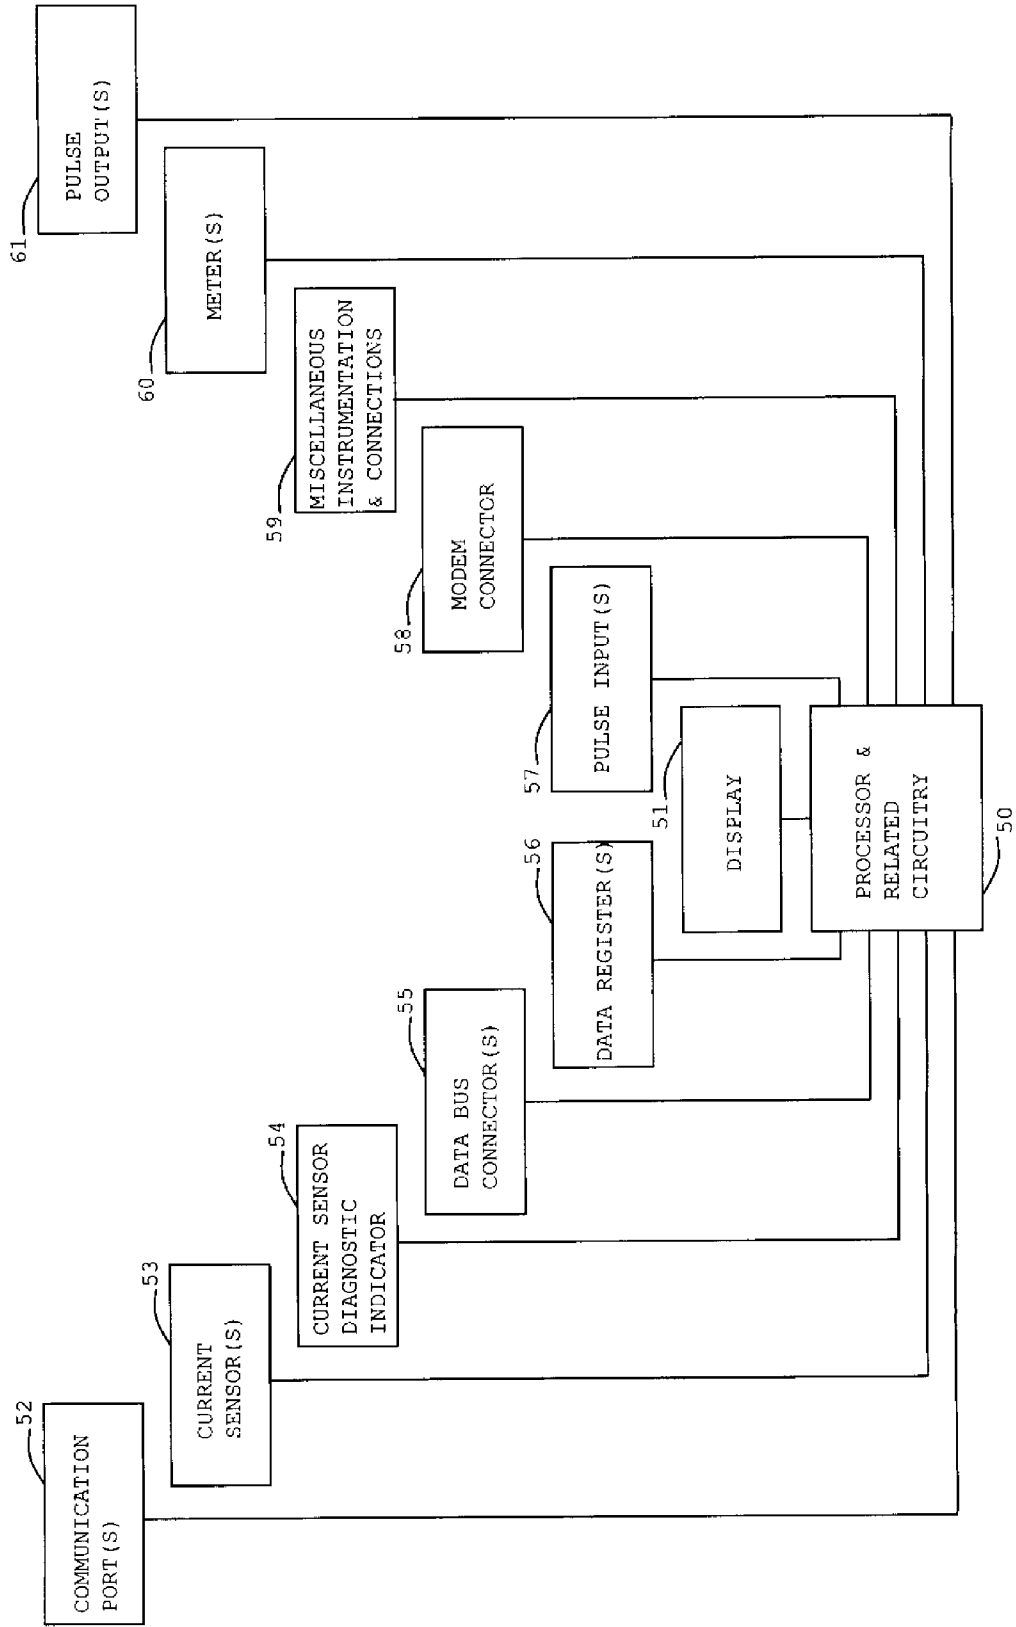 52
COMMUNICATION
PORT(S)
53
CURRENT
SENSOR(S)
54
CURRENT SENSOR
DIAGNOSTIC
INDICATOR
55
DATA BUS
CONNECTOR(S)
56
DATA REGISTER(S)
51
DISPLAY
57
PULSE INPUT(S)
58
MODEM
CONNECTOR
59
MISCELLANEOUS
INSTRUMENTATION
& CONNECTIONS
60
METER(S)
61
PULSE
OUTPUT(S)
PROCESSOR &
RELATED
CIRCUITRY
50